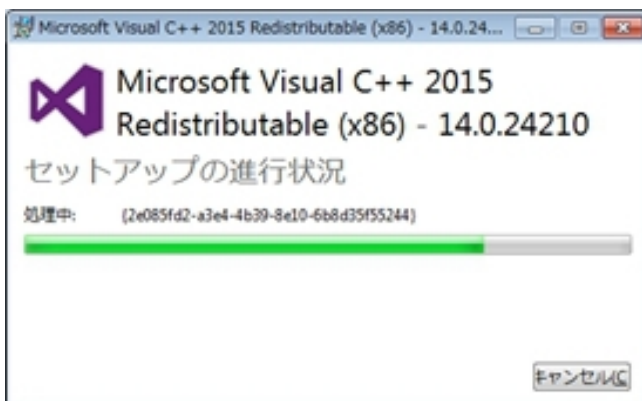 Microsoft Visual C++ 2015 Redistributable (x86) - 14.0.24...
Microsoft Visual C++ 2015
Redistributable (x86) - 14.0.24210
セットアップの進行状況
処理中: {2e085fd2-a3e4-4b39-8e10-6b8d35f55244}
キャンセル(C